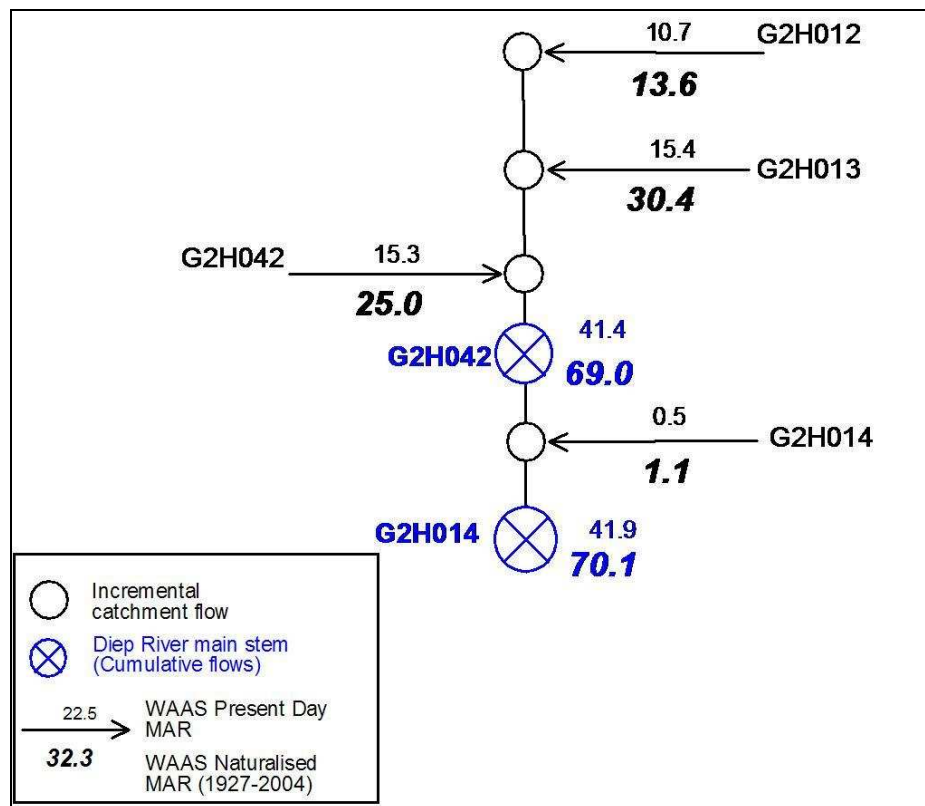 10.7
G2H012
13.6
15.4
G2H013
30.4
G2H042
15.3
25.0
41.4
G2H042
69.0
0.5
G2H014
1.1
G2H014
41.9
70.1
Incremental
catchment flow
Diep River main stem
(Cumulative flows)
22.5
WAAS Present Day
MAR
32.3
WAAS Naturalised
MAR (1927-2004)